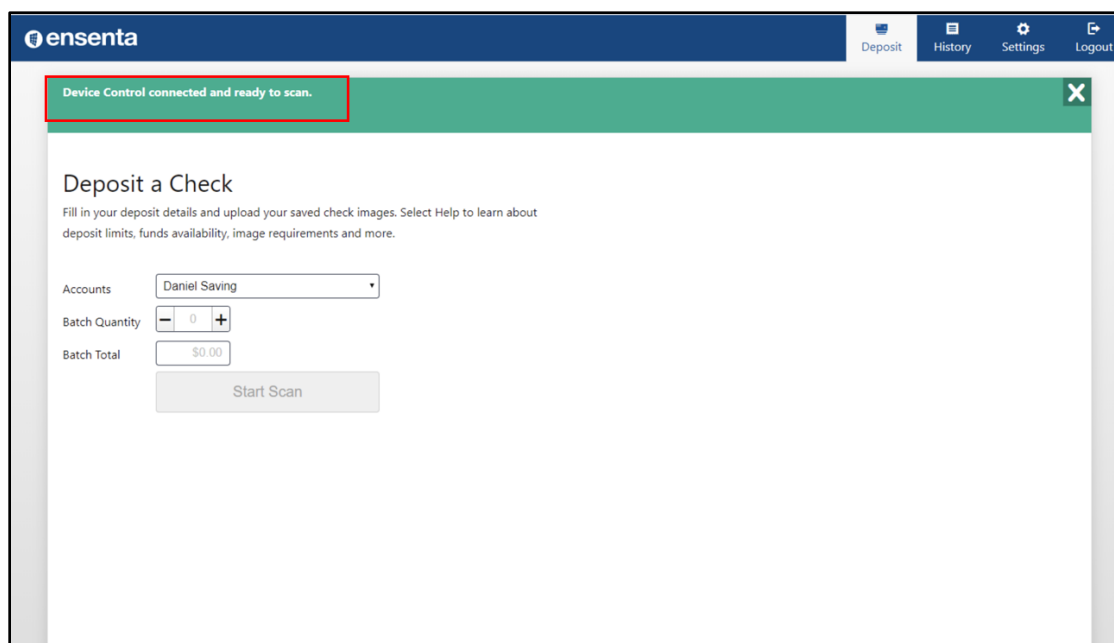 ensenta
Deposit
History
Settings
Logout
Device Control connected and ready to scan.
Deposit a Check
Fill in your deposit details and upload your saved check images. Select Help to learn about
deposit limits, funds availability, image requirements and more.
Accounts
Daniel Saving
Batch Quantity
0
Batch Total
$0.00
Start Scan